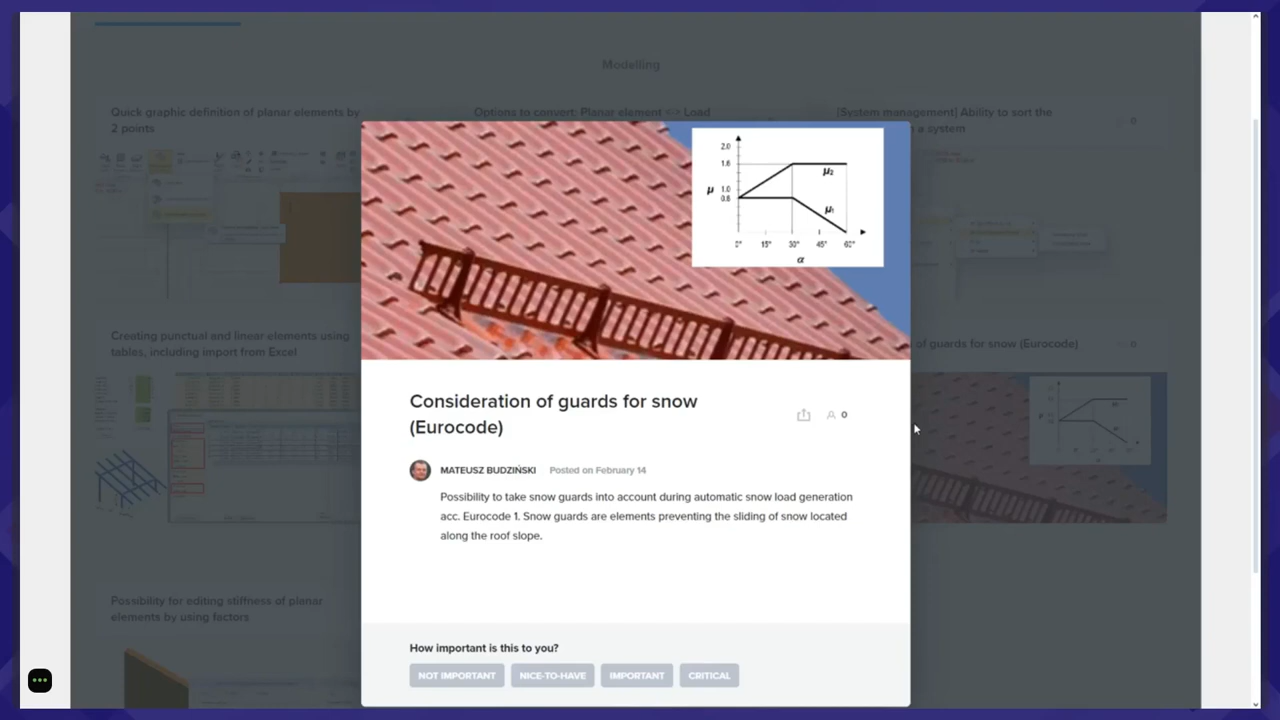 Modelling
Quick graphic definition of planar elements by
2 points
Options to convert: Planar element <=> Load
[System management] Ability to sort the
a system
0
2.0
1.6
1.0
0.8
μ
μ₂
μ₁
15° 30° 45° 60°
α
Creating punctual and linear elements using
tables, including import from Excel
of guards for snow (Eurocode)
0
Consideration of guards for snow
(Eurocode)
0
MATEUSZ BUDZIŃSKI Posted on February 14
Possibility to take snow guards into account during automatic snow load generation
acc. Eurocode 1. Snow guards are elements preventing the sliding of snow located
along the roof slope.
Possibility for editing stiffness of planar
elements by using factors
How important is this to you?
NOT IMPORTANT NICE-TO-HAVE IMPORTANT CRITICAL